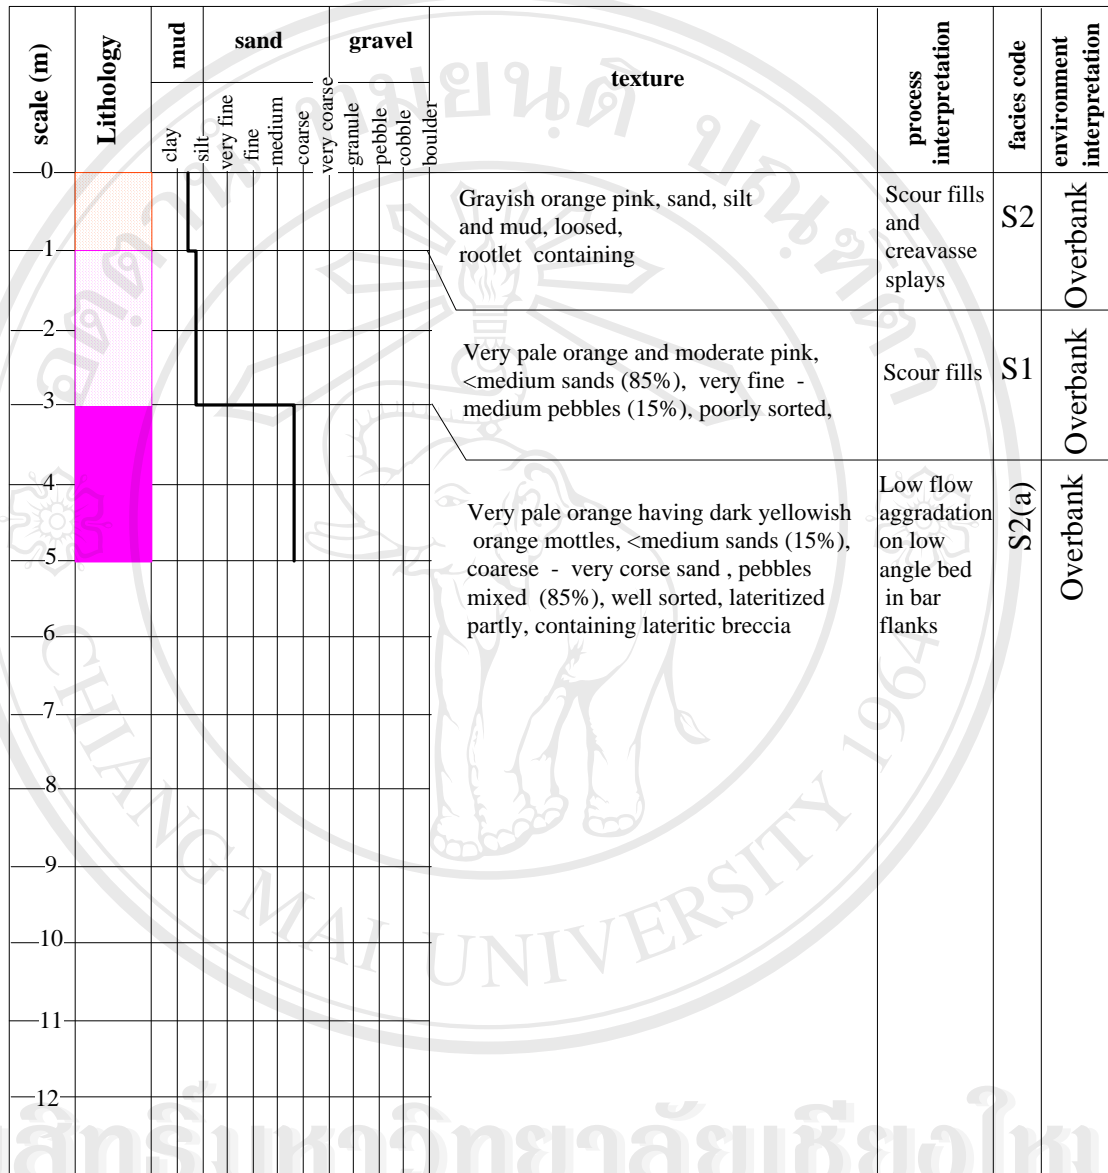 scale (m)
Lithology
mud
sand
gravel
texture
process
interpretation
facies code
environment
interpretation
clay
silt
very fine
fine
medium
coarse
very coarse
granule
pebble
cobble
boulder
0
1
2
3
4
5
6
7
8
9
10
11
12
Grayish orange pink, sand, silt
and mud, loosed,
rootlet containing
Scour fills
and
creavasse
splays
S2
Overbank
Very pale orange and moderate pink,
<medium sands (85%), very fine -
medium pebbles (15%), poorly sorted,
Scour fills
S1
Overbank
Very pale orange having dark yellowish
orange mottles, <medium sands (15%),
coarese - very corse sand , pebbles
mixed (85%), well sorted, lateritized
partly, containing lateritic breccia
Low flow
aggradation
on low
angle bed
in bar
flanks
S2(a)
Overbank
CHIANG MAI UNIVERSITY 1964